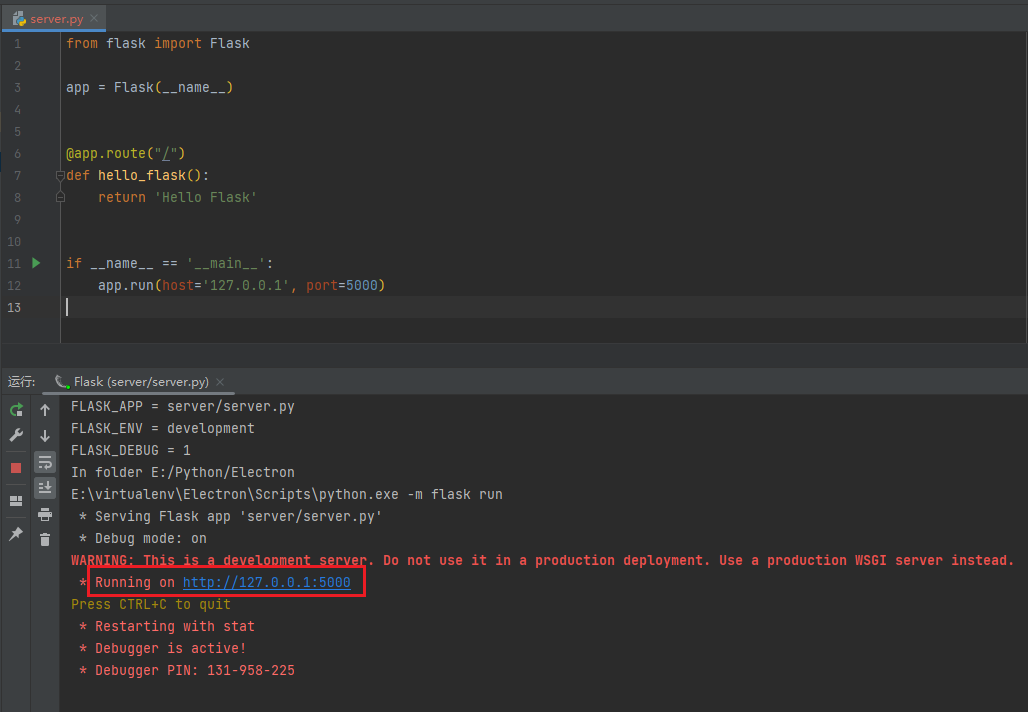 server.py
1 from flask import Flask
2
3 app = Flask(__name__)
4
5
6 @app.route("/")
7 def hello_flask():
8     return 'Hello Flask'
9
10
11 if __name__ == '__main__':
12     app.run(host='127.0.0.1', port=5000)
13
运行: Flask (server/server.py)
FLASK_APP = server/server.py
FLASK_ENV = development
FLASK_DEBUG = 1
In folder E:/Python/Electron
E:\virtualenv\Electron\Scripts\python.exe -m flask run
 * Serving Flask app 'server/server.py'
 * Debug mode: on
WARNING: This is a development server. Do not use it in a production deployment. Use a production WSGI server instead.
 * Running on http://127.0.0.1:5000
Press CTRL+C to quit
 * Restarting with stat
 * Debugger is active!
 * Debugger PIN: 131-958-225